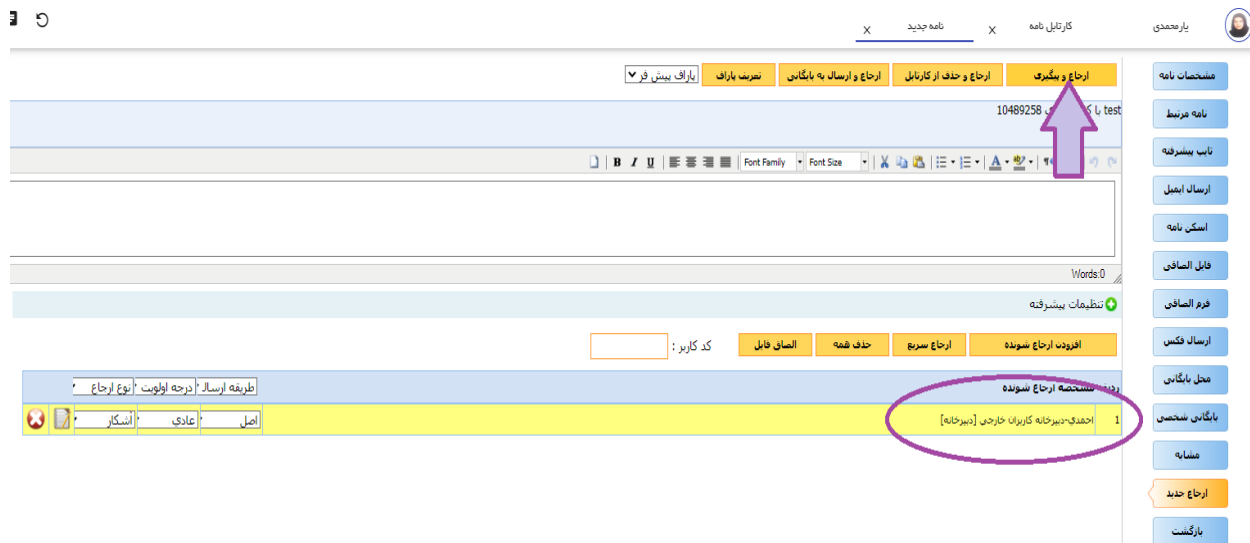 یارمحمدی
کارتابل نامه X
نامه جدید X
مشخصات نامه
نامه مرتبط
تایپ پیشرفته
ارسال ایمیل
اسکن نامه
فایل الصاقی
فرم الصاقی
ارسال فکس
محل بایگانی
بایگانی شخصی
مشابه
ارجاع جدید
بازگشت
ارجاع و پیگیری ارجاع و حذف از کارتابل ارجاع و ارسال به بایگانی تعریف پاراف پاراف پیش فر
test با 10489258
B I U Font Family Font Size
Words:0
تنظیمات پیشرفته
افزودن ارجاع شونده ارجاع سریع حذف همه الصاق فایل کد کاربر :
مشخصه ارجاع شونده طریقه ارسال درجه اولویت نوع ارجاع
1 احمدي-دبیرخانه کاربران خارجی [دبیرخانه] اصل عادي آشکار